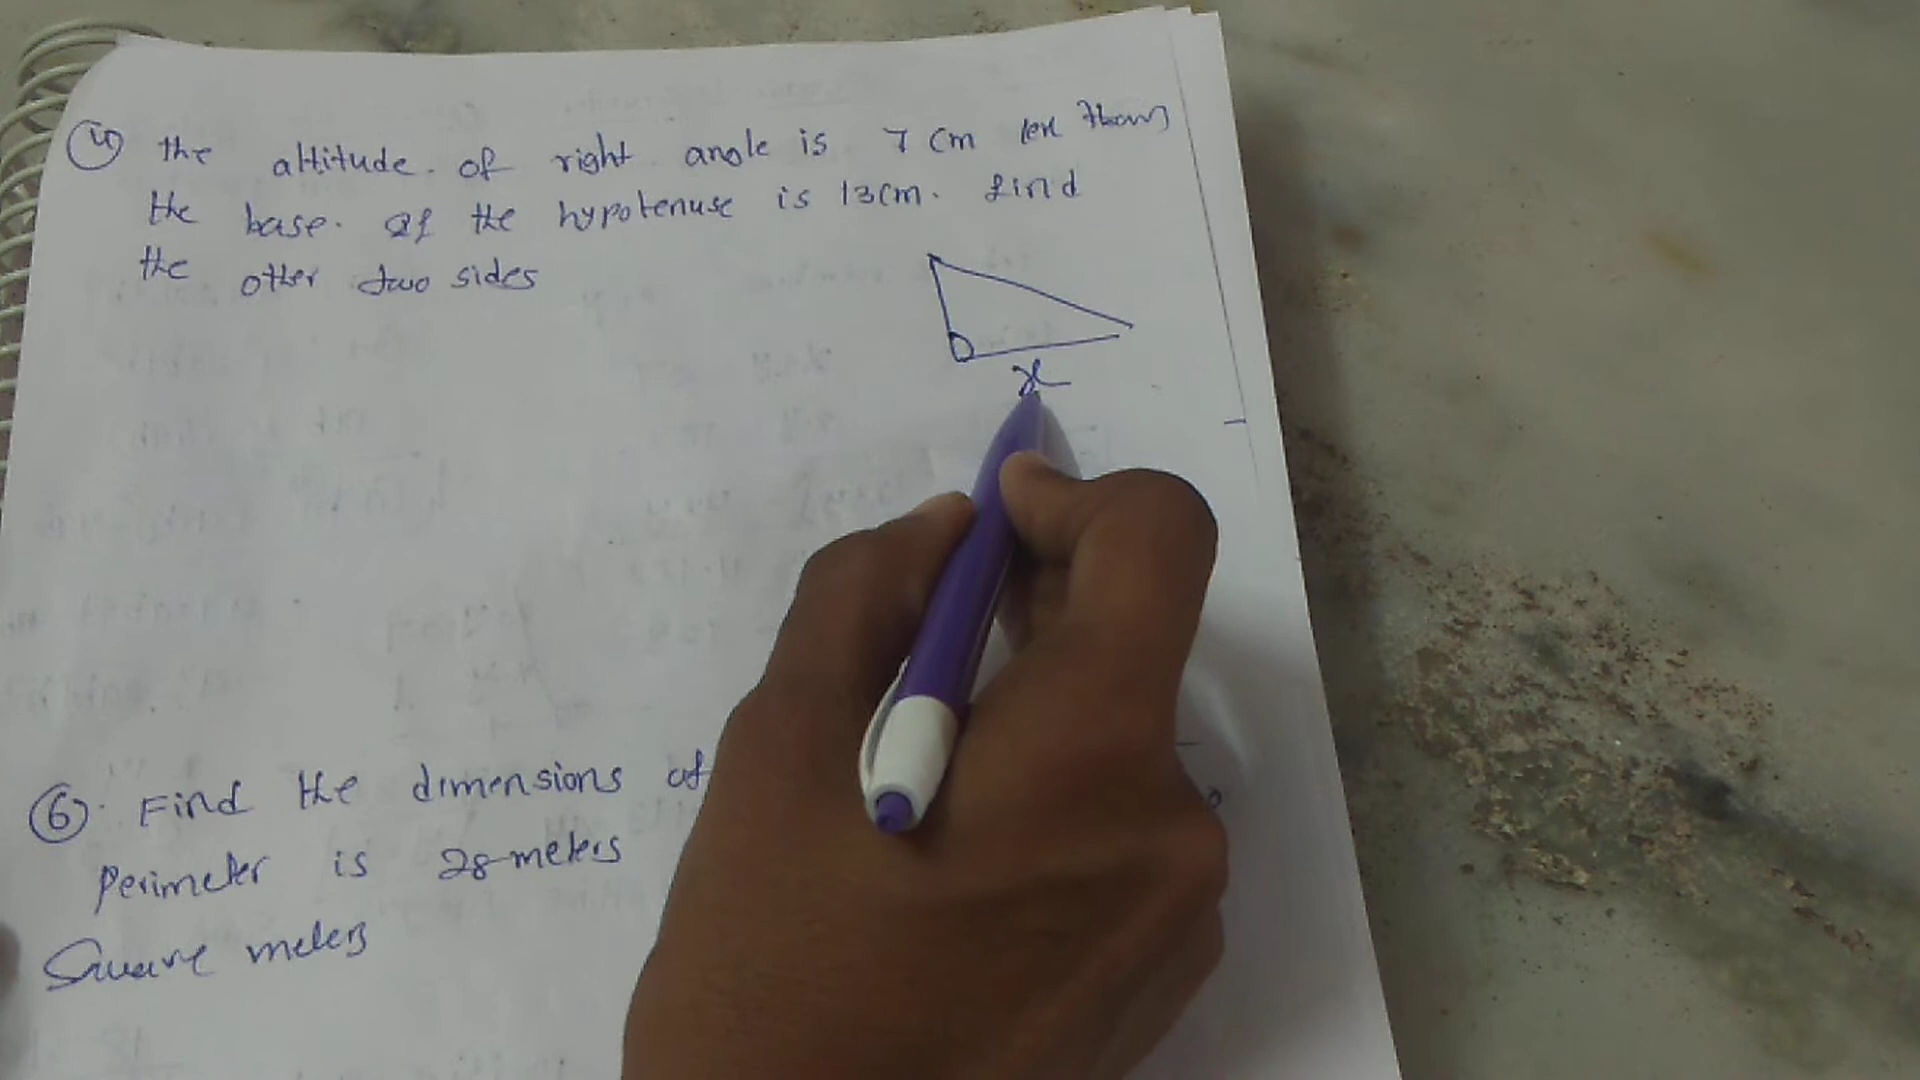 ④ the altitude. of right angle is 7 cm less than
the base. If the hypotenuse is 13cm. find
the other two sides
x
⑥. Find the dimensions of
Perimeter is 28 meters
Square meters